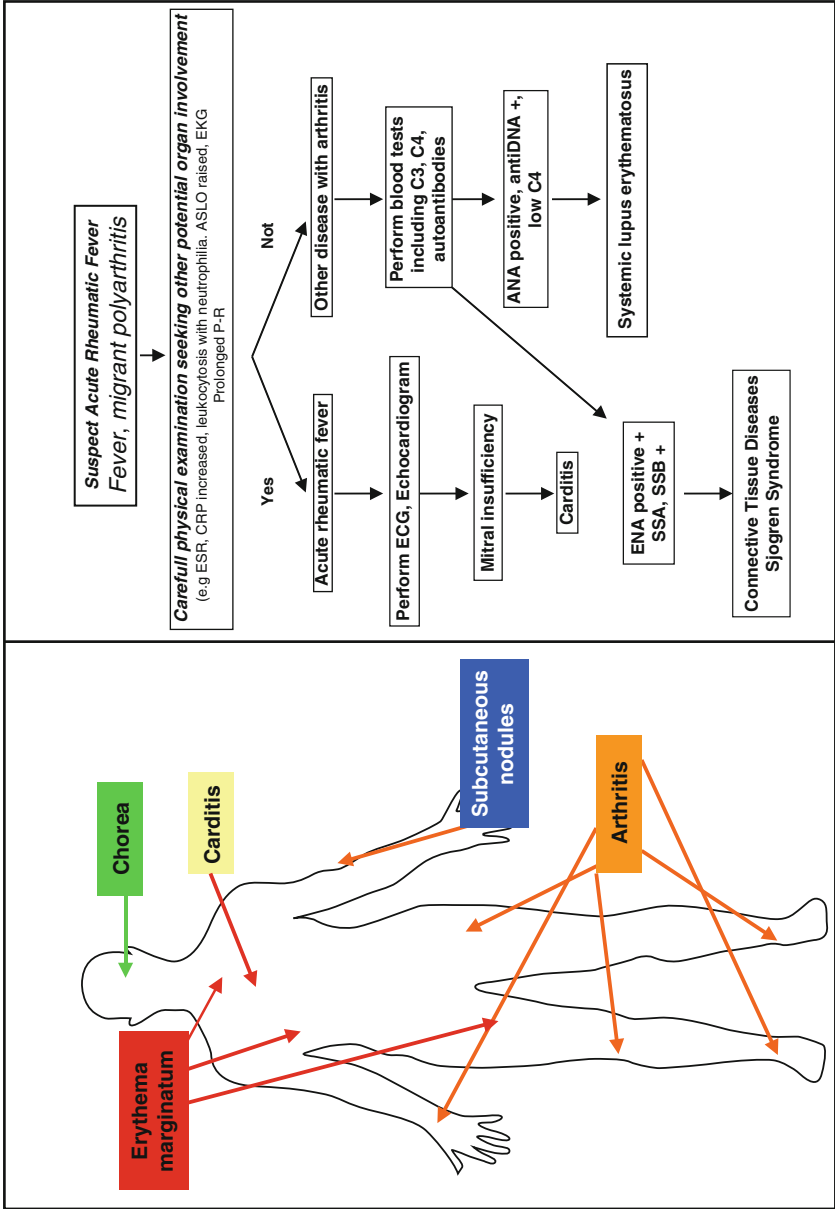 Erythema
marginatum
Chorea
Carditis
Subcutaneous
nodules
Arthritis
Suspect Acute Rheumatic Fever
Fever, migrant polyarthritis
Carefull physical examination seeking other potential organ involvement
(e.g ESR, CRP increased, leukocytosis with neutrophilia. ASLO raised, EKG
Prolonged P-R
Yes
Not
Acute rheumatic fever
Perform ECG, Echocardiogram
Mitral insufficiency
Carditis
Other disease with arthritis
Perform blood tests
including C3, C4,
autoantibodies
ANA positive, antiDNA +,
low C4
Systemic lupus erythematosus
ENA positive +
SSA, SSB +
Connective Tissue Diseases
Sjogren Syndrome